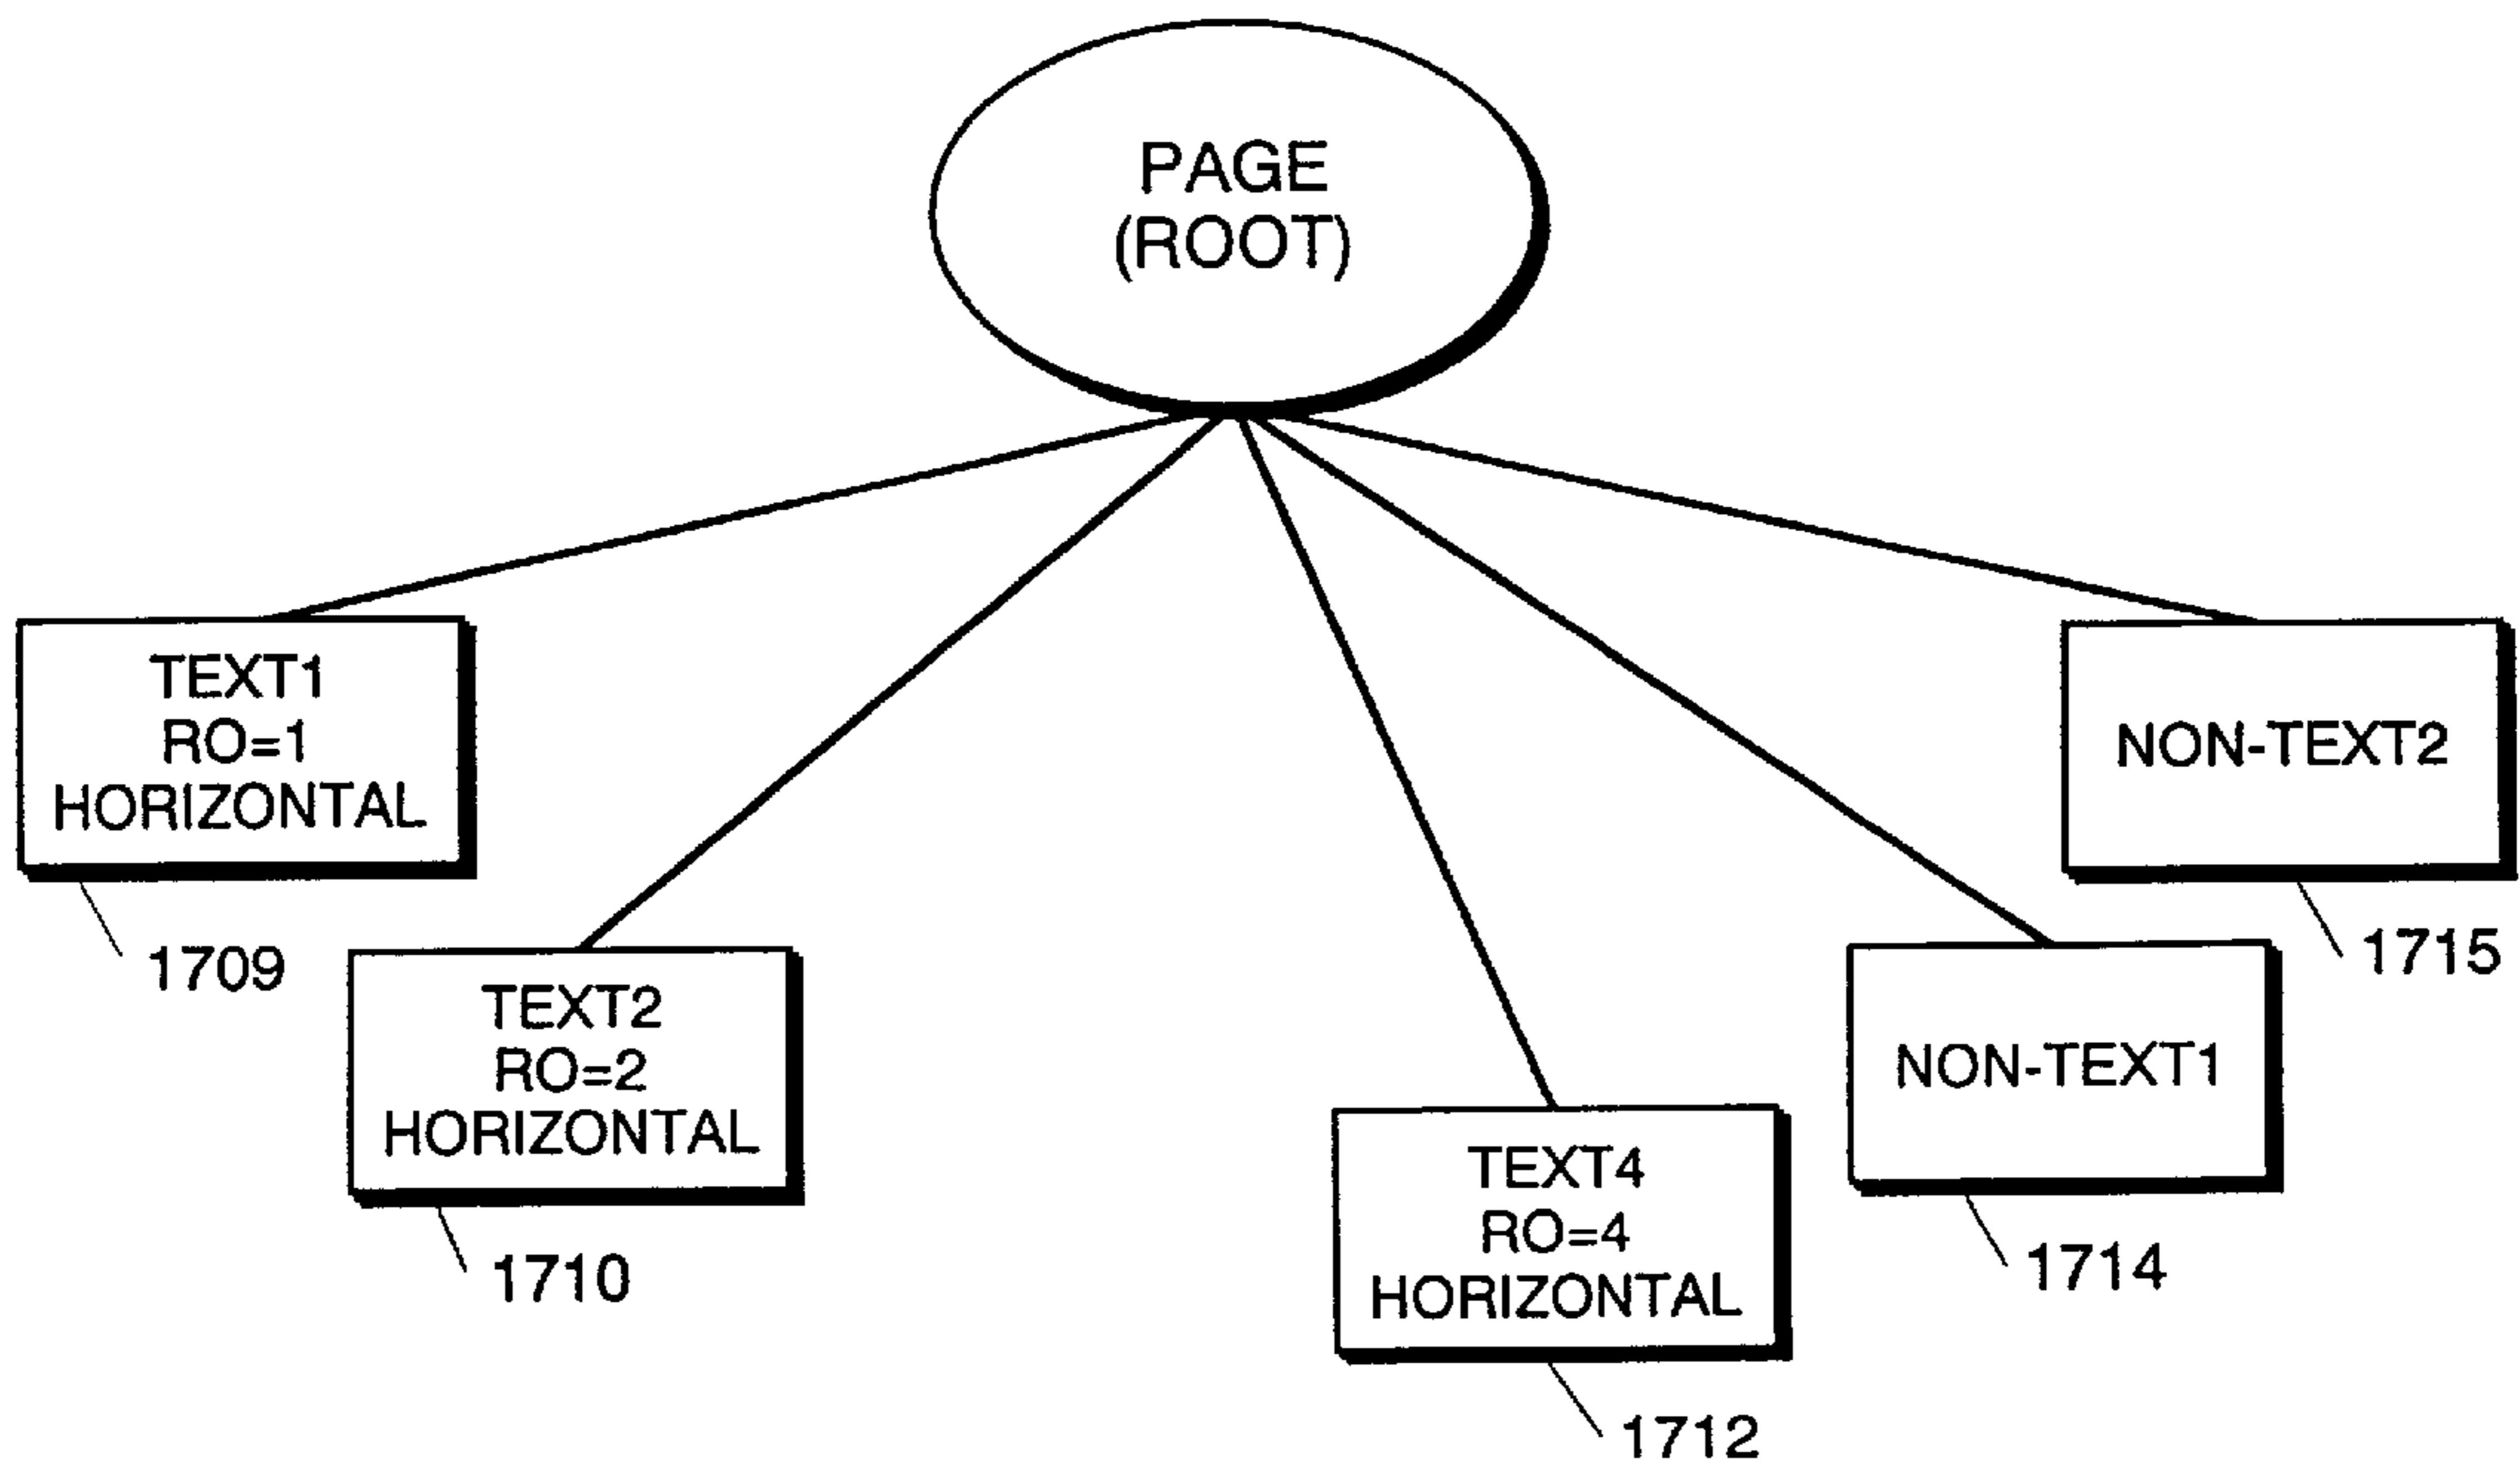 PAGE
(ROOT)
TEXT1
RO=1
HORIZONTAL
1709
TEXT2
RO=2
HORIZONTAL
1710
TEXT4
RO=4
HORIZONTAL
1712
NON-TEXT1
1714
NON-TEXT2
1715